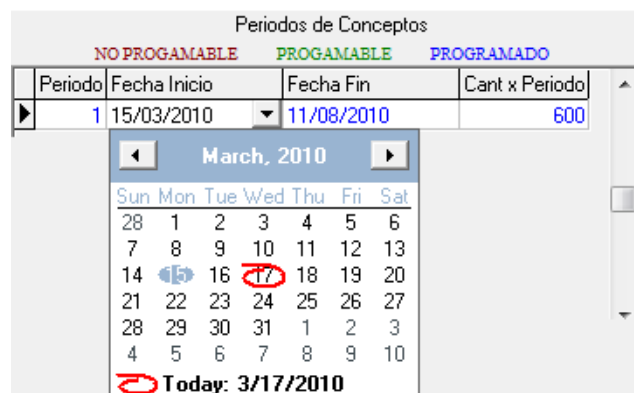 Periodos de Conceptos
NO PROGAMABLE PROGAMABLE PROGRAMADO
Periodo Fecha Inicio Fecha Fin Cant x Periodo
1 15/03/2010 11/08/2010 600
March, 2010
Sun Mon Tue Wed Thu Fri Sat
28 1 2 3 4 5 6
7 8 9 10 11 12 13
14 15 16 17 18 19 20
21 22 23 24 25 26 27
28 29 30 31 1 2 3
4 5 6 7 8 9 10
Today: 3/17/2010